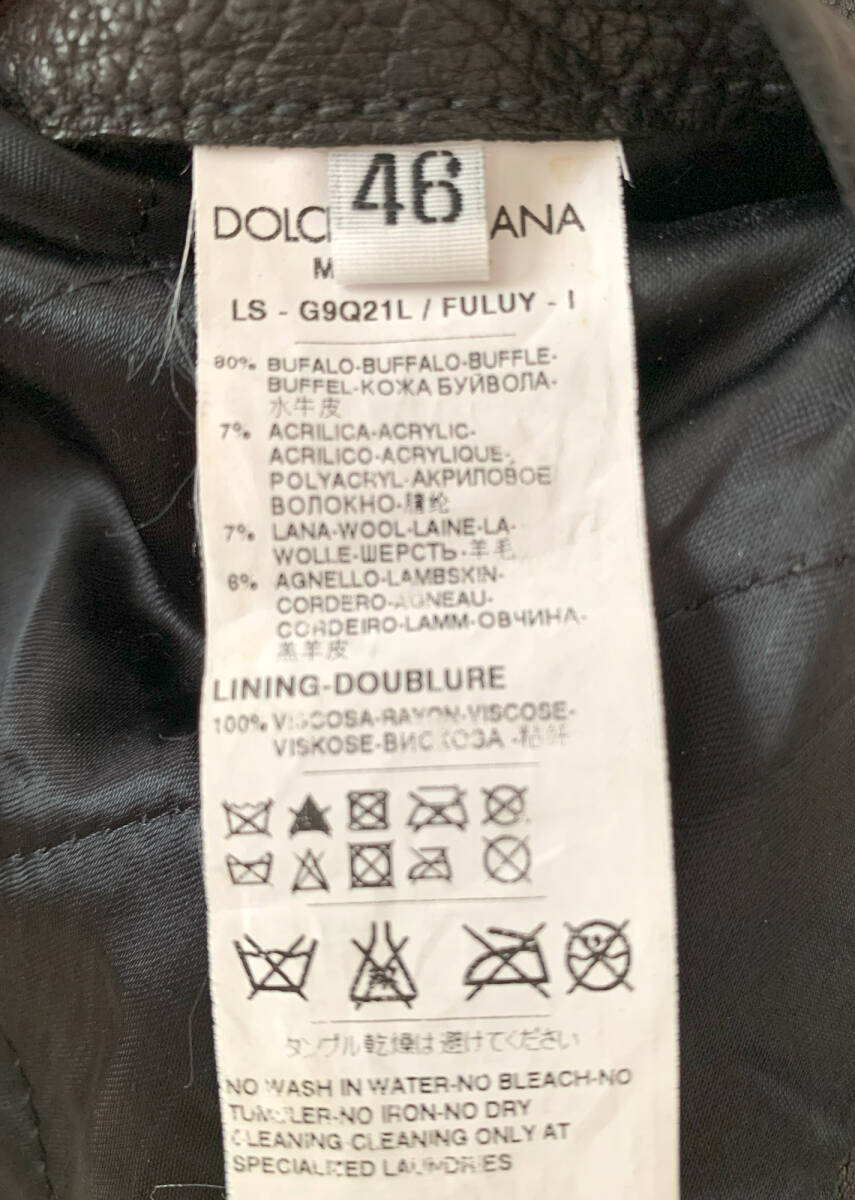 46
DOLC ANA
M
LS - G9Q21L / FULUY - I
80% BUFALO-BUFFALO-BUFFLE-
BUFFEL-КОЖА БУЙВОЛА-
水牛皮
7% ACRILICA-ACRYLIC-
ACRILICO-ACRYLIQUE-
POLYACRYL-АКРИЛОВОЕ
ВОЛОКНО-腈纶
7% LANA-WOOL-LAINE-LA-
WOLLE-ШЕРСТЬ-羊毛
6% AGNELLO-LAMBSKIN-
CORDERO-AGNEAU-
CORDEIRO-LAMM-ОВЧИНА-
羔羊皮
LINING-DOUBLURE
100% VISCOSA-RAYON-VISCOSE-
VISKOSE-ВИСКОЗА-粘纤
タンブル乾燥は避けてください
NO WASH IN WATER-NO BLEACH-NO
TUMBLER-NO IRON-NO DRY
CLEANING-CLEANING ONLY AT
SPECIALIZED LAUNDRIES